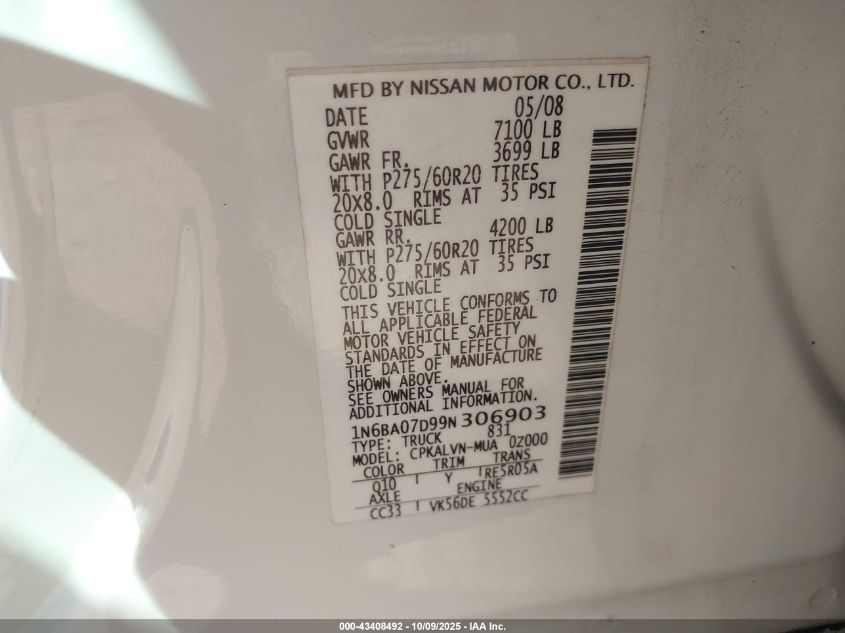 MFD BY NISSAN MOTOR CO., LTD.
DATE 05/08
GVWR 7100 LB
GAWR FR. 3699 LB
WITH P275/60R20 TIRES
20X8.0 RIMS AT 35 PSI
COLD SINGLE
GAWR RR. 4200 LB
WITH P275/60R20 TIRES
20X8.0 RIMS AT 35 PSI
COLD SINGLE
THIS VEHICLE CONFORMS TO
ALL APPLICABLE FEDERAL
MOTOR VEHICLE SAFETY
STANDARDS IN EFFECT ON
THE DATE OF MANUFACTURE
SHOWN ABOVE.
SEE OWNERS MANUAL FOR
ADDITIONAL INFORMATION.
1N6BA07D99N306903
TYPE: TRUCK 831
MODEL: CPKALVN-MUA 0Z000
COLOR TRIM TRANS
Q10 Y RE5R05A
AXLE ENGINE
CC33 VK56DE 5552CC
000-43408492 - 10/09/2025 - IAA Inc.